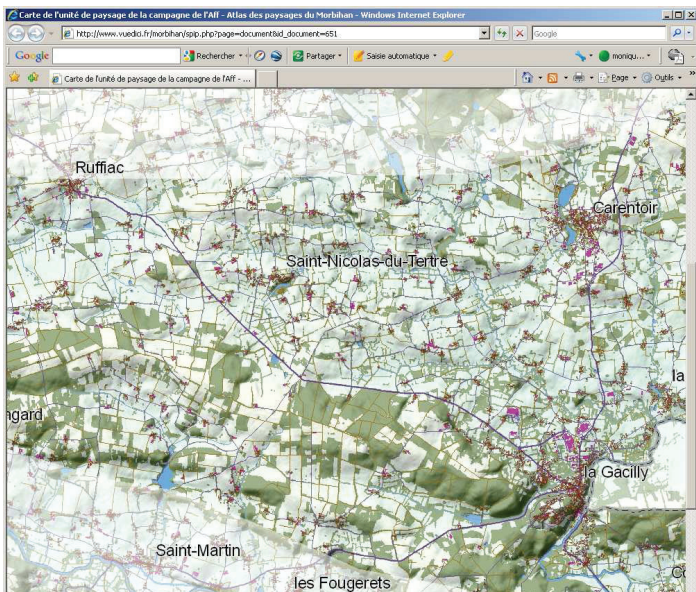 Carte de l'unité de paysage de la campagne de l'Aff - Atlas des paysages du Morbihan - Windows Internet Explorer
http://www.vuedici.fr/morbihan/spip.php?page=document&id_document=651
Google
Google Rechercher Partager Saisie automatique moniqu...
Carte de l'unité de paysage de la campagne de l'Aff - ... Page Outils »
Ruffiac
Carentoir
Saint-Nicolas-du-Tertre
la
ngard
la Gacilly
Saint-Martin
les Fougerets